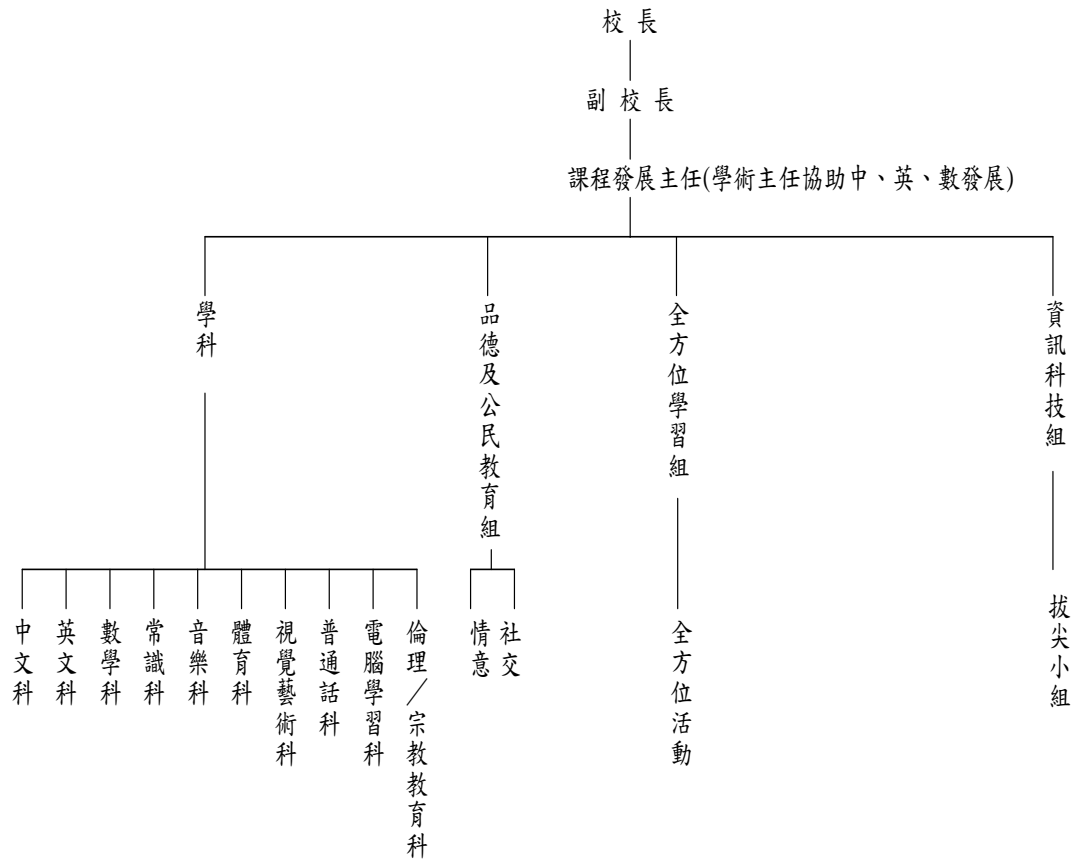 校長
副校長
課程發展主任(學術主任協助中、英、數發展)
學科
品德及公民教育組
全方位學習組
資訊科技組
中文科
英文科
數學科
常識科
音樂科
體育科
視覺藝術科
普通話科
電腦學習科
倫理／宗教教育科
情意
社交
全方位活動
拔尖小組